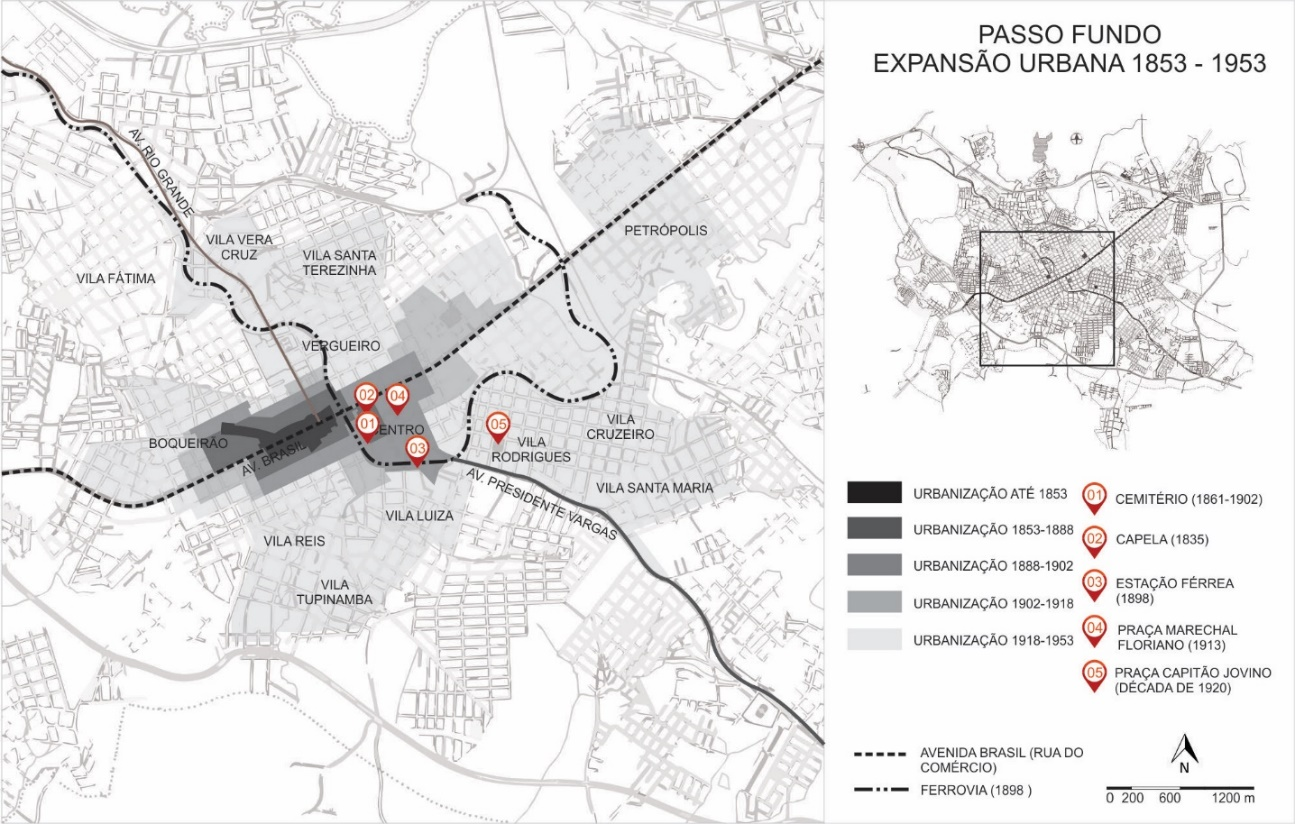 PASSO FUNDO
EXPANSÃO URBANA 1853 - 1953
AV. RIO GRANDE
VILA VERA
CRUZ
VILA SANTA
TEREZINHA
PETRÓPOLIS
VILA FÁTIMA
VERGUEIRO
02
04
01
ENTRO
05
03
BOQUEIRÃO
AV. BRASIL
VILA
CRUZEIRO
VILA
RODRIGUES
VILA SANTA MARIA
AV. PRESIDENTE VARGAS
VILA LUIZA
VILA REIS
VILA
TUPINAMBA
URBANIZAÇÃO ATÉ 1853
URBANIZAÇÃO 1853-1888
URBANIZAÇÃO 1888-1902
URBANIZAÇÃO 1902-1918
URBANIZAÇÃO 1918-1953
01 CEMITÉRIO (1861-1902)
02 CAPELA (1835)
03 ESTAÇÃO FÉRREA
(1898)
04 PRAÇA MARECHAL
FLORIANO (1913)
05 PRAÇA CAPITÃO JOVINO
(DÉCADA DE 1920)
AVENIDA BRASIL (RUA DO
COMÉRCIO)
FERROVIA (1898 )
N
0 200 600 1200 m